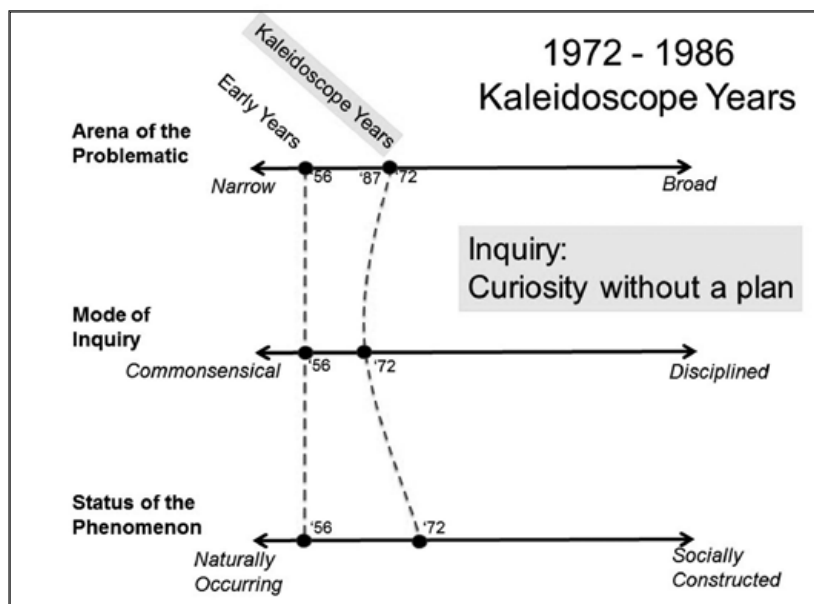 1972 - 1986
Kaleidoscope Years
Kaleidoscope Years
Early Years
Arena of the
Problematic
'56
'87
'72
Narrow
Broad
Inquiry:
Curiosity without a plan
Mode of
Inquiry
'56
'72
Commonsensical
Disciplined
Status of the
Phenomenon
'56
'72
Naturally
Occurring
Socially
Constructed